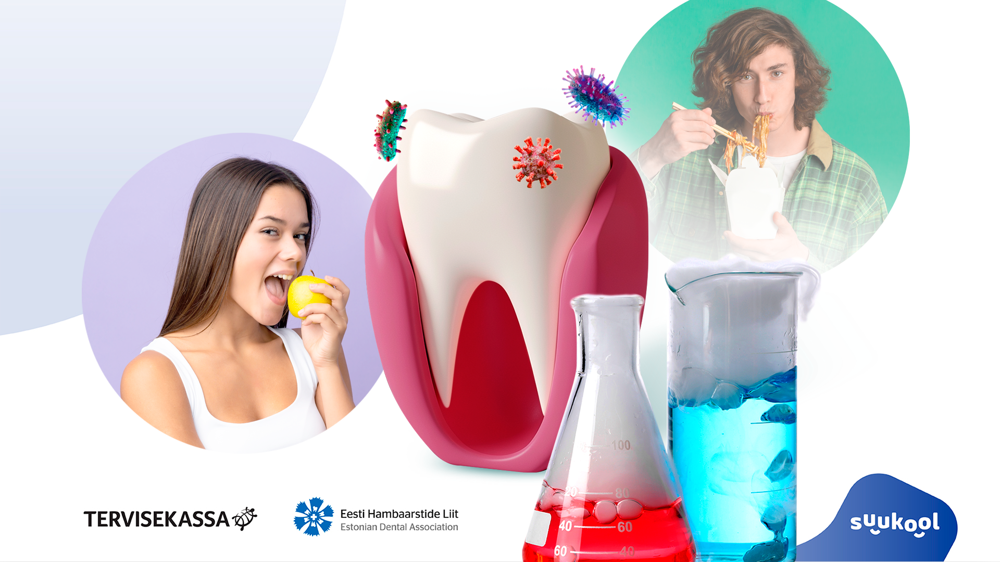 TERVISEKASSA
Eesti Hambaarstide Liit
Estonian Dental Association
suukool
100
20 80
40 60
60 40